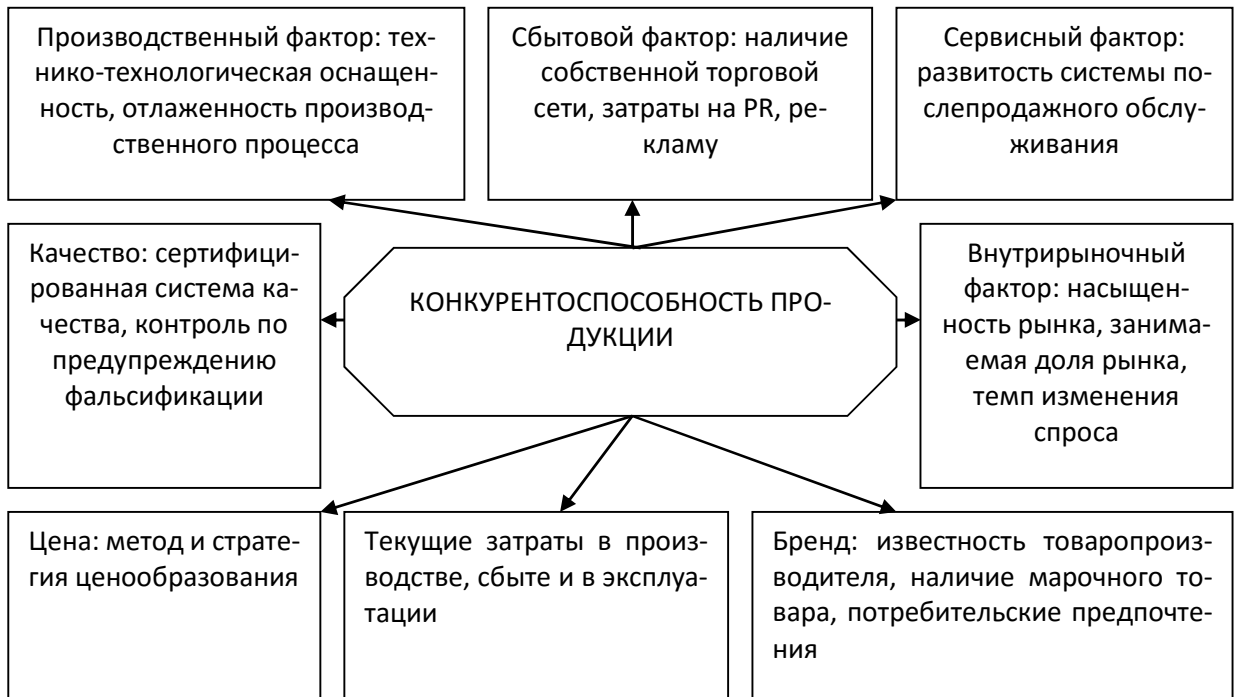 Производственный фактор: тех-
нико-технологическая оснащен-
ность, отлаженность производ-
ственного процесса
Сбытовой фактор: наличие
собственной торговой
сети, затраты на PR, ре-
кламу
Сервисный фактор:
развитость системы по-
слепродажного обслу-
живания
Качество: сертифици-
рованная система ка-
чества, контроль по
предупреждению
фальсификации
КОНКУРЕНТОСПОСОБНОСТЬ ПРО-
ДУКЦИИ
Внутрирыночный
фактор: насыщен-
ность рынка, занима-
емая доля рынка,
темп изменения
спроса
Цена: метод и страте-
гия ценообразования
Текущие затраты в произ-
водстве, сбыте и в эксплуа-
тации
Бренд: известность товаропроиз-
водителя, наличие марочного то-
вара, потребительские предпочте-
ния